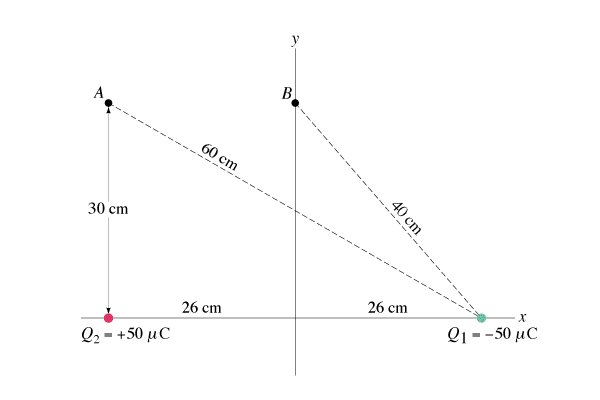 y
A
B
60 cm
30 cm
40 cm
26 cm
26 cm
x
Q₂ = +50 μC
Q₁ = −50 μC